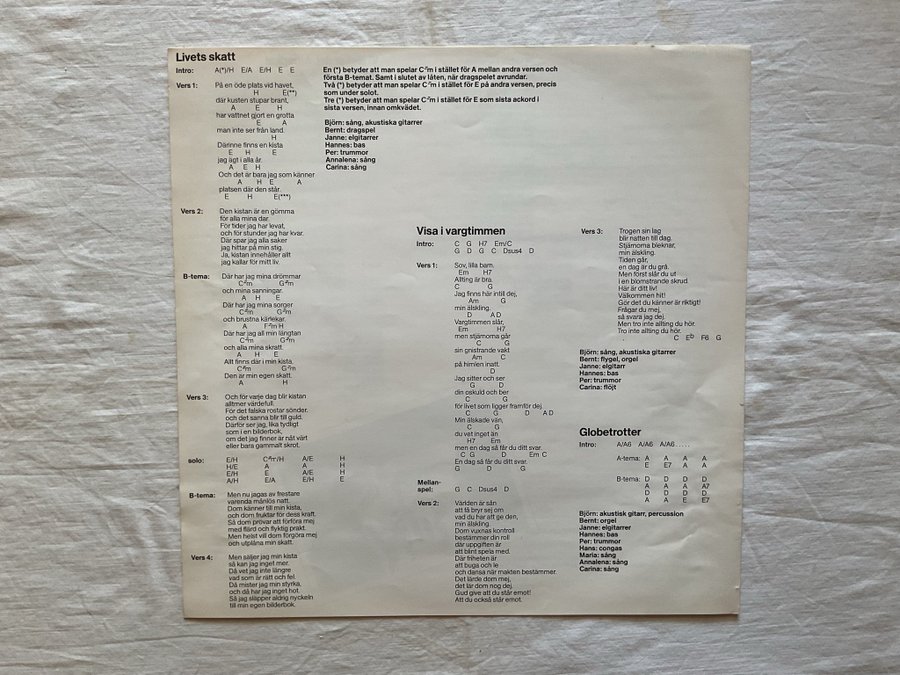 Livets skatt
Intro: A(*)/H E/A E/H E E
Vers 1: På en öde plats vid havet,
H E(**)
där kusten stupar brant,
A E H
har vattnet gjort en grotta
E A
man inte ser från land.
H
Därinne finns en kista
E H E
jag ägt i alla år.
A E H
Och det är bara jag som känner
A H E A
platsen där den står.
E H E(***)
Vers 2: Den kistan är en gömma
för alla mina dar.
För tider jag har levat,
och för stunder jag har kvar.
Där spar jag alla saker
jag hittar på min stig.
Ja, kistan innehåller allt
jag kallar för mitt liv.
B-tema: Där har jag mina drömmar
C#m G#m
och mina sanningar.
A H E
Där har jag mina sorger
C#m G#m
och brustna kärlekar.
A F#m H
Där har jag all min längtan
C#m G#m
och alla mina skratt.
A H E
Allt finns där i min kista.
C#m G#m
Den är min egen skatt.
A H
Vers 3: Och för varje dag blir kistan
alltmer värdefull.
För det falska rostar sönder.
och det sanna blir till guld.
Därför ser jag, lika tydligt
som i en bilderbok,
om det jag finner är nåt värt
eller bara gammalt skrot.
solo: E/H C#m/H A/E H
H/E A A H
E/H E A/E H
A/H E/A E/H E
B-tema: Men nu jagas av frestare
varenda månlös natt.
Dom känner till min kista,
och dom fruktar för dess kraft.
Så dom prövar att förföra mej
med flärd och flyktig prakt.
Men helst vill dom förgöra mej
och utplåna min skatt.
Vers 4: Men säljer jag min kista
så kan jag inget mer.
Då vet jag inte längre
vad som är rätt och fel.
Då mister jag min styrka,
och då har jag inget hot.
Så jag släpper aldrig nyckeln
till min egen bilderbok.
En (*) betyder att man spelar C#m i stället för A mellan andra versen och
första B-temat. Samt i slutet av låten, när dragspelet avrundar.
Två (*) betyder att man spelar C#m i stället för E på andra versen, precis
som under solot.
Tre (*) betyder att man spelar C#m i stället för E som sista ackord i
sista versen, innan omkvädet.
Björn: sång, akustiska gitarrer
Bernt: dragspel
Janne: elgitarrer
Hannes: bas
Per: trummor
Annalena: sång
Carina: sång
Visa i vargtimmen
Intro: C G H7 Em/C
G D G C Dsus4 D
Vers 1: Sov, lilla barn.
Em H7
Allting är bra.
C G
Jag finns här intill dej,
Am G
min älskling.
D A D
Vargtimmen slår,
Em H7
men stjärnorna går
C G
sin gnistrande vakt
Am C
på himlen inatt.
D
Jag sitter och ser
G D
din oskuld och ber
C G
för livet som ligger framför dej.
C G D A D
Min älskade vän,
C G
du vet inget än
H7 Em
men en dag så får du ditt svar.
C G D Em C
En dag så får du ditt svar.
G D G
Mellan-
spel: G C Dsus4 D
Vers 2: Världen är sån
att få bryr sej om
vad du har att ge den,
min älskling
Dom vuxnas kontroll
bestämmer din roll
där uppgiften är
att blint spela med.
Där friheten är
att buga och le
och dansa när makten bestämmer.
Det lärde dom mej,
det lär dom nog dej,
Gud give att du står emot!
Att du också står emot.
Vers 3: Trogen sin lag
blir natten till dag.
Stjärnorna bleknar,
min älskling.
Tiden går,
en dag är du grå.
Men först slår du ut
i en blomstrande skrud.
Här är ditt liv!
Välkommen hit!
Gör det du känner är riktigt!
Frågar du mej,
så svara jag dej.
Men tro inte allting du hör.
Tro inte allting du hör.
C Eb F6 G
Björn: sång, akustiska gitarrer
Bernt: flygel, orgel
Janne: elgitarr
Hannes: bas
Per: trummor
Carina: flöjt
Globetrotter
Intro: A/A6 A/A6 A/A6 . . . . .
A-tema: A A A A
E E7 A A
B-tema: D D D D
A A A A7
D D D D
A A E E7
Björn: akustisk gitarr, percussion
Bernt: orgel
Janne: elgitarrer
Hannes: bas
Per: trummor
Hans: congas
Maria: sång
Annalena: sång
Carina: sång